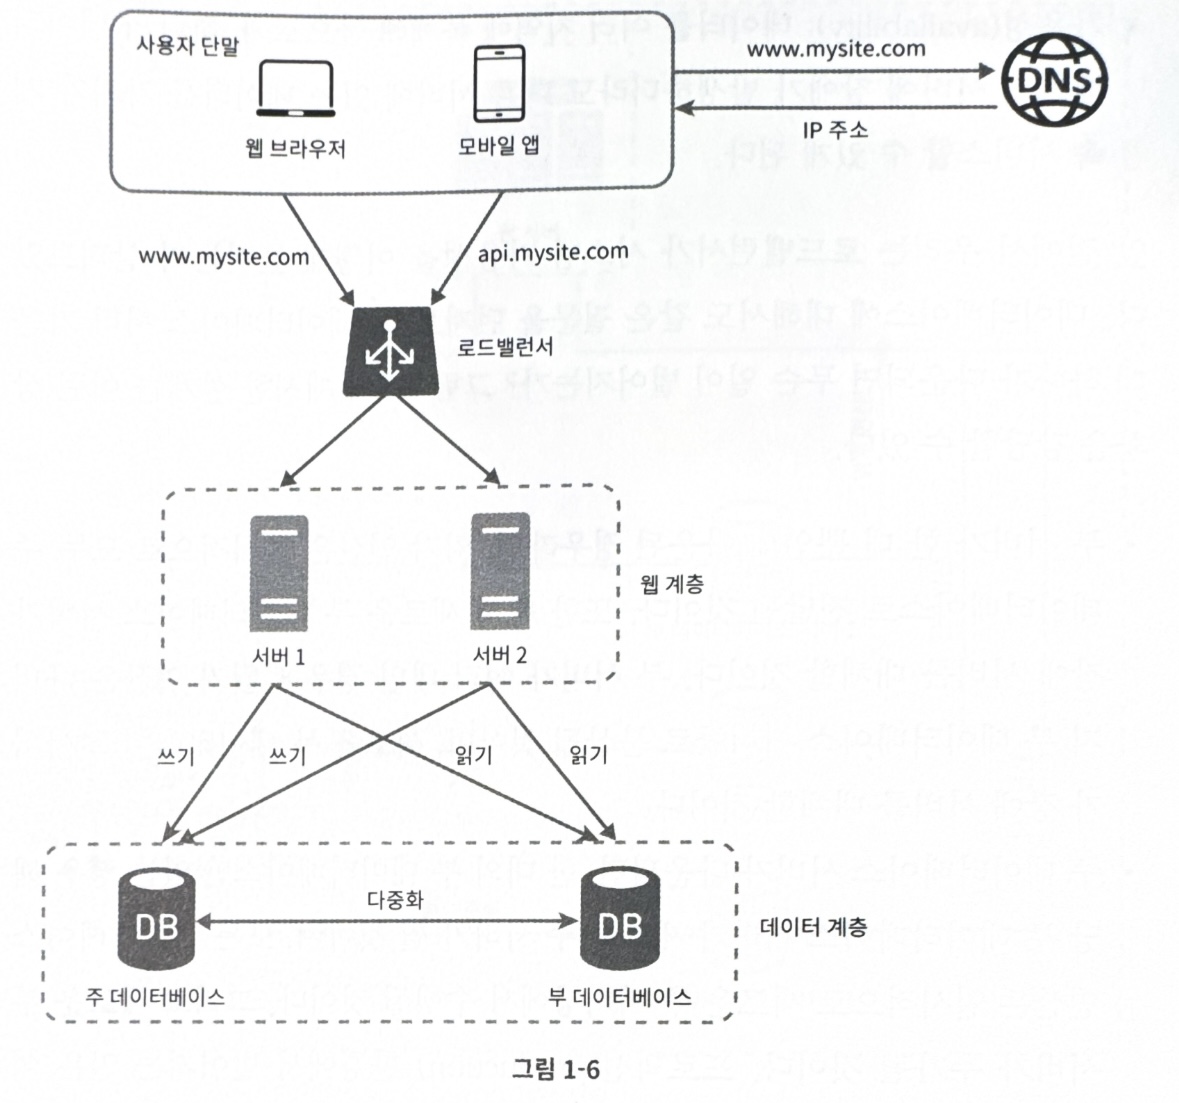 사용자 단말
www.mysite.com
DNS
웹 브라우저
모바일 앱
IP 주소
www.mysite.com
api.mysite.com
로드밸런서
웹 계층
서버 1
서버 2
쓰기
쓰기
읽기
읽기
다중화
DB
DB
데이터 계층
주 데이터베이스
부 데이터베이스
그림 1-6